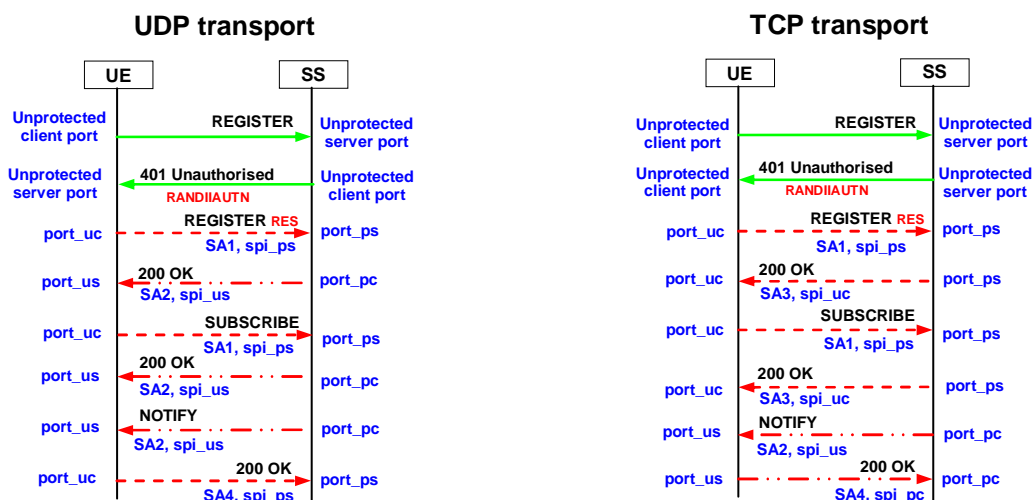 UDP transport
UE
SS
Unprotected
client port
REGISTER
Unprotected
server port
Unprotected
server port
401 Unauthorised
RANDIIAUTN
Unprotected
client port
port_uc
REGISTER RES
SA1, spi_ps
port_ps
port_us
200 OK
SA2, spi_us
port_pc
port_uc
SUBSCRIBE
SA1, spi_ps
port_ps
port_us
200 OK
SA2, spi_us
port_pc
port_us
NOTIFY
SA2, spi_us
port_pc
port_uc
200 OK
SA4, spi_ps
port_ps
TCP transport
UE
SS
Unprotected
client port
REGISTER
Unprotected
server port
Unprotected
client port
401 Unauthorised
RANDIIAUTN
Unprotected
server port
port_uc
REGISTER RES
SA1, spi_ps
port_ps
port_uc
200 OK
SA3, spi_uc
port_ps
port_uc
SUBSCRIBE
SA1, spi_ps
port_ps
port_uc
200 OK
SA3, spi_uc
port_ps
port_us
NOTIFY
SA2, spi_us
port_pc
port_us
200 OK
SA4, spi_pc
port_pc